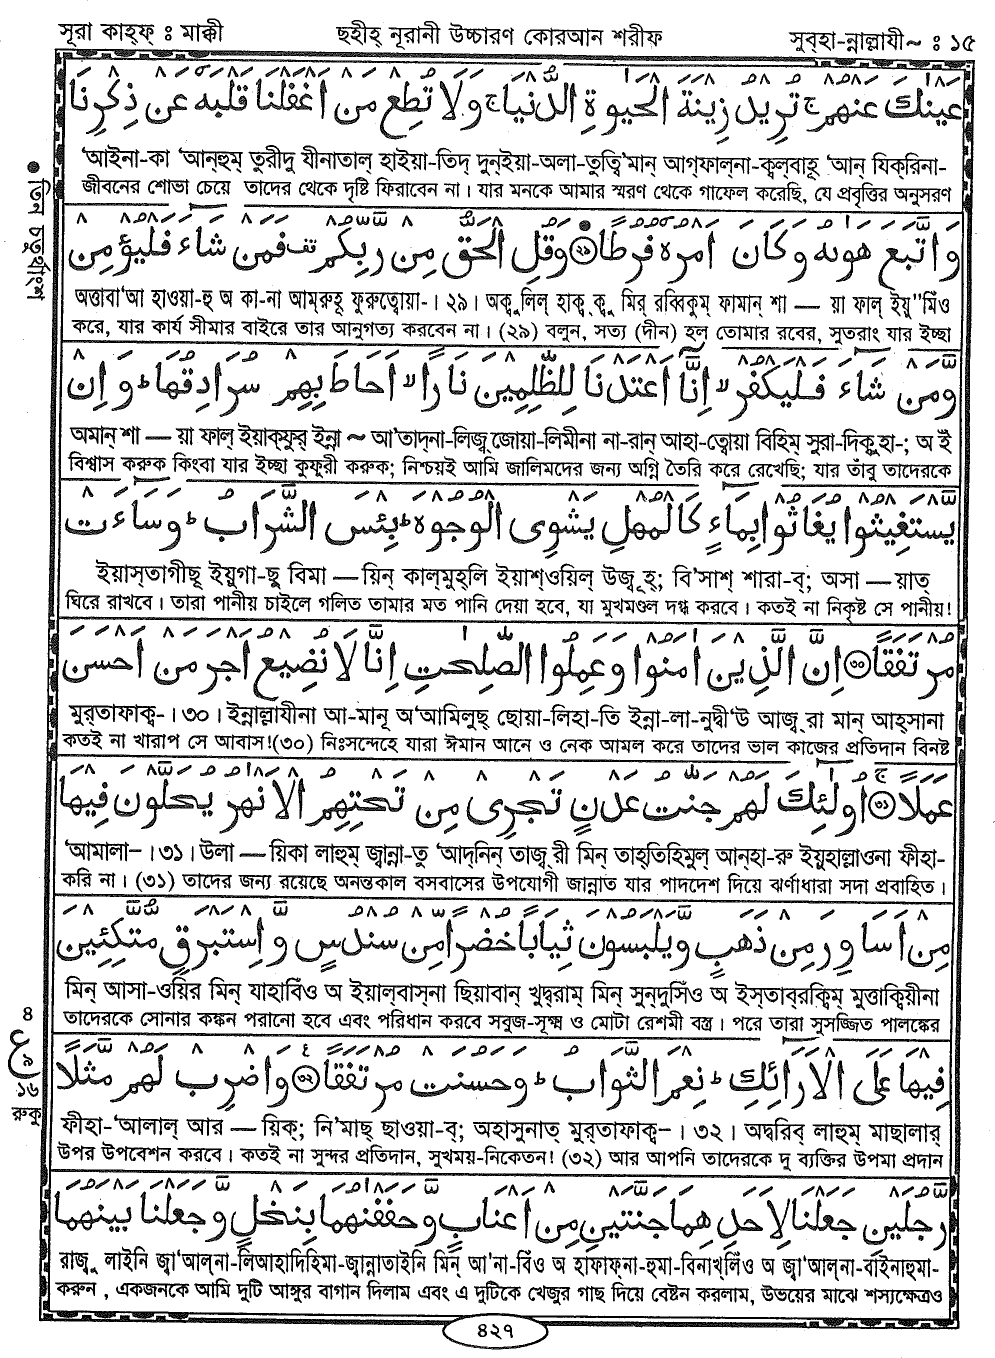 সূরা কাহ্ফ্ ঃ মাক্কী ছহীহ্ নূরানী উচ্চারণ কোরআন শরীফ সুব্হা-নাল্লাযী~ ঃ ১৫
عَيْنٰكَ عَنْهُمْ ۚ تُرِيْدُ زِيْنَةَ الْحَيٰوةِ الدُّنْيَا ۚ وَلَا تُطِعْ مَنْ اَغْفَلْنَا قَلْبَهٗ عَنْ ذِكْرِنَا
‘আইনা-কা ‘আন্হুম্ তুরীদু যীনাতাল্ হাইয়া-তিদ্ দুন্ইয়া-অলা-তুত্বি’মান্ আগ্ফাল্না-ক্বল্বাহূ ‘আন্ যিক্রিনা-
জীবনের শোভা চেয়ে তাদের থেকে দৃষ্টি ফিরাবেন না। যার মনকে আমার স্মরণ থেকে গাফেল করেছি, যে প্রবৃত্তির অনুসরণ
وَاتَّبَعَ هَوٰىهُ وَكَانَ اَمْرُهٗ فُرُطًا ﴿٢٩﴾ وَقُلِ الْحَقُّ مِنْ رَّبِّكُمْ قف فَمَنْ شَآءَ فَلْيُؤْمِنْ
অত্তাবা‘আ হাওয়া-হু অ কা-না আম্রুহূ ফুরুত্বোয়া-। ২৯। অক্বুলিল্ হাক্ব্ক্বু মির্ রব্বিকুম্ ফামান্ শা — য়া ফাল্ ইয়ু"মিঁও
করে, যার কার্য সীমার বাইরে তার আনুগত্য করবেন না। (২৯) বলুন, সত্য (দীন) হল তোমার রবের, সুতরাং যার ইচ্ছা
وَّمَنْ شَآءَ فَلْيَكْفُرْ ۙ اِنَّآ اَعْتَدْنَا لِلظّٰلِمِيْنَ نَارًا ۙ اَحَاطَ بِهِمْ سُرَادِقُهَا ؕ وَاِنْ
অমান্ শা — য়া ফাল্ ইয়াক্ফুর্ ইন্না ~ আ’তাদ্না-লিজ্ব্জোয়া-লিমীনা না-রান্ আহা-ত্বোয়া বিহিম্ সুরা-দিক্বুহা-; অ ইঁ
বিশ্বাস করুক কিংবা যার ইচ্ছা কুফুরী করুক; নিশ্চয়ই আমি জালিমদের জন্য অগ্নি তৈরি করে রেখেছি; যার তাঁবু তাদেরকে
يَّسْتَغِيْثُوْا يُغَاثُوْا بِمَآءٍ كَالْمُهْلِ يَشْوِى الْوُجُوْهَ ؕ بِئْسَ الشَّرَابُ ؕ وَسَآءَتْ
ইয়াস্তাগীছূ ইয়ুগা-ছূ বিমা — য়িন্ কাল্মুহ্লি ইয়াশ্ওয়িল্ উজূহ্; বি’সাশ্ শারা-ব্; অসা — য়াত্
ঘিরে রাখবে। তারা পানীয় চাইলে গলিত তামার মত পানি দেয়া হবে, যা মুখমণ্ডল দগ্ধ করবে। কতই না নিকৃষ্ট সে পানীয়!
مُرْتَفَقًا ﴿٣٠﴾ اِنَّ الَّذِيْنَ اٰمَنُوْا وَعَمِلُوا الصّٰلِحٰتِ اِنَّا لَا نُضِيْعُ اَجْرَ مَنْ اَحْسَنَ
মুর্তাফাক্ব-। ৩০। ইন্নাল্লাযীনা আ-মানূ অ‘আমিলুছ্ ছোয়া-লিহা-তি ইন্না-লা-নুদ্বী‘উ আজ্ব্রা মান্ আহ্সানা
কতই না খারাপ সে আবাস!(৩০) নিঃসন্দেহে যারা ঈমান আনে ও নেক আমল করে তাদের ভাল কাজের প্রতিদান বিনষ্ট
عَمَلًا ۚ﴿٣١﴾ اُولٰٓئِكَ لَهُمْ جَنّٰتُ عَدْنٍ تَجْرِىْ مِنْ تَحْتِهِمُ الْاَنْهٰرُ يُحَلَّوْنَ فِيْهَا
‘আমালা-। ৩১। উলা — য়িকা লাহুম্ জ্বান্না-তু ‘আদ্নিন্ তাজ্ব্রী মিন্ তাহ্তিহিমুল্ আন্হা-রু ইয়ুহাল্লাওনা ফীহা-
করি না। (৩১) তাদের জন্য রয়েছে অনন্তকাল বসবাসের উপযোগী জান্নাত যার পাদদেশ দিয়ে ঝর্ণাধারা সদা প্রবাহিত।
مِنْ اَسَاوِرَ مِنْ ذَهَبٍ وَّيَلْبَسُوْنَ ثِيَابًا خُضْرًا مِّنْ سُنْدُسٍ وَّاِسْتَبْرَقٍ مُّتَّكِئِيْنَ
মিন্ আসা-ওয়ির মিন্ যাহাবিঁও অ ইয়াল্বাস্না ছিয়াবান্ খুদ্ব্রাম্ মিন্ সুন্দুসিঁও অ ইস্তাব্রক্বিম্ মুত্তাক্বিয়ীনা
তাদেরকে সোনার কঙ্কন পরানো হবে এবং পরিধান করবে সবুজ-সূক্ষ্ম ও মোটা রেশমী বস্ত্র। পরে তারা সুসজ্জিত পালঙ্কের
فِيْهَا عَلَى الْاَرَآئِكِ ؕ نِعْمَ الثَّوَابُ ؕ وَحَسُنَتْ مُرْتَفَقًا ﴿٣٢﴾ وَاضْرِبْ لَهُمْ مَّثَلًا
ফীহা-‘আলাল্ আর — য়িক্; নি’মাছ্ ছাওয়া-ব্; অহাসুনাত্ মুর্তাফাক্ব-। ৩২। অদ্বরিব্ লাহুম্ মাছালার্
উপর উপবেশন করবে। কতই না সুন্দর প্রতিদান, সুখময়-নিকেতন! (৩২) আর আপনি তাদেরকে দু ব্যক্তির উপমা প্রদান
رَّجُلَيْنِ جَعَلْنَا لِاَحَدِهِمَا جَنَّتَيْنِ مِنْ اَعْنَابٍ وَّحَفَفْنٰهُمَا بِنَخْلٍ وَّجَعَلْنَا بَيْنَهُمَا
রাজ্বু লাইনি জ্বা‘আল্না-লিআহাদিহিমা-জ্বান্নাতাইনি মিন্ আ’না-বিঁও অ হাফাফ্না-হুমা-বিনাখ্লিঁও অ জ্বা‘আল্না-বাইনাহুমা-
করুন , একজনকে আমি দুটি আঙ্গুর বাগান দিলাম এবং এ দুটিকে খেজুর গাছ দিয়ে বেষ্টন করলাম, উভয়ের মাঝে শস্যক্ষেত্রও
● তিন চতুর্থাংশ
৪
ع
৯
১৬
রুকু
৪২৭